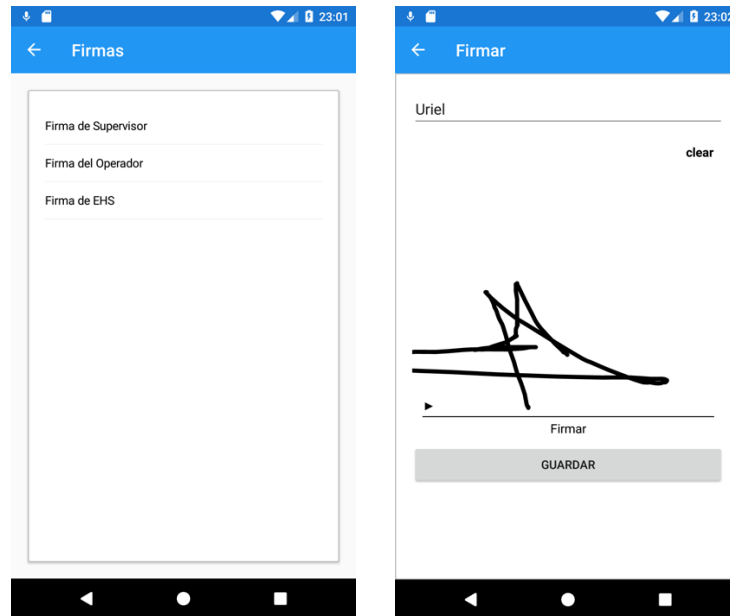 23:01
Firmas
Firma de Supervisor
Firma del Operador
Firma de EHS
23:02
Firmar
Uriel
clear
Firmar
GUARDAR